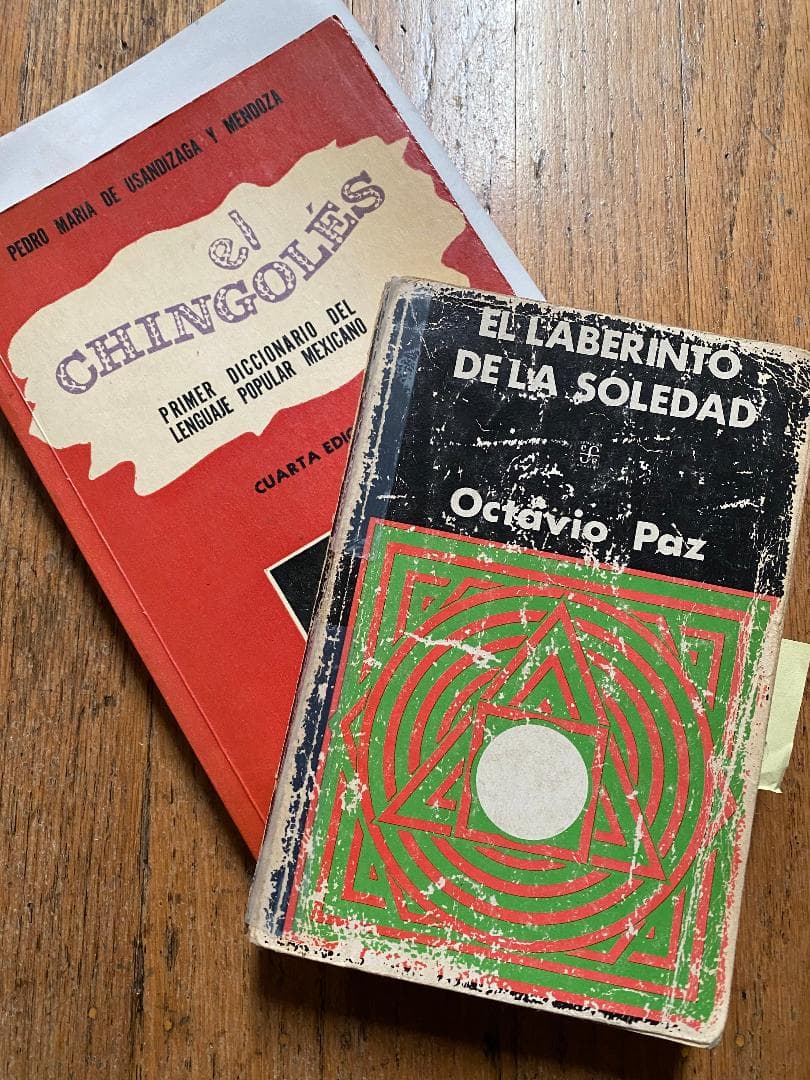 PEDRO MARIA DE USANDIZAGA Y MENDOZA
el
CHINGOLÉS
PRIMER DICCIONARIO DEL
LENGUAJE POPULAR MEXICANO
CUARTA
EL LABERINTO
DE LA SOLEDAD
Octavio Paz